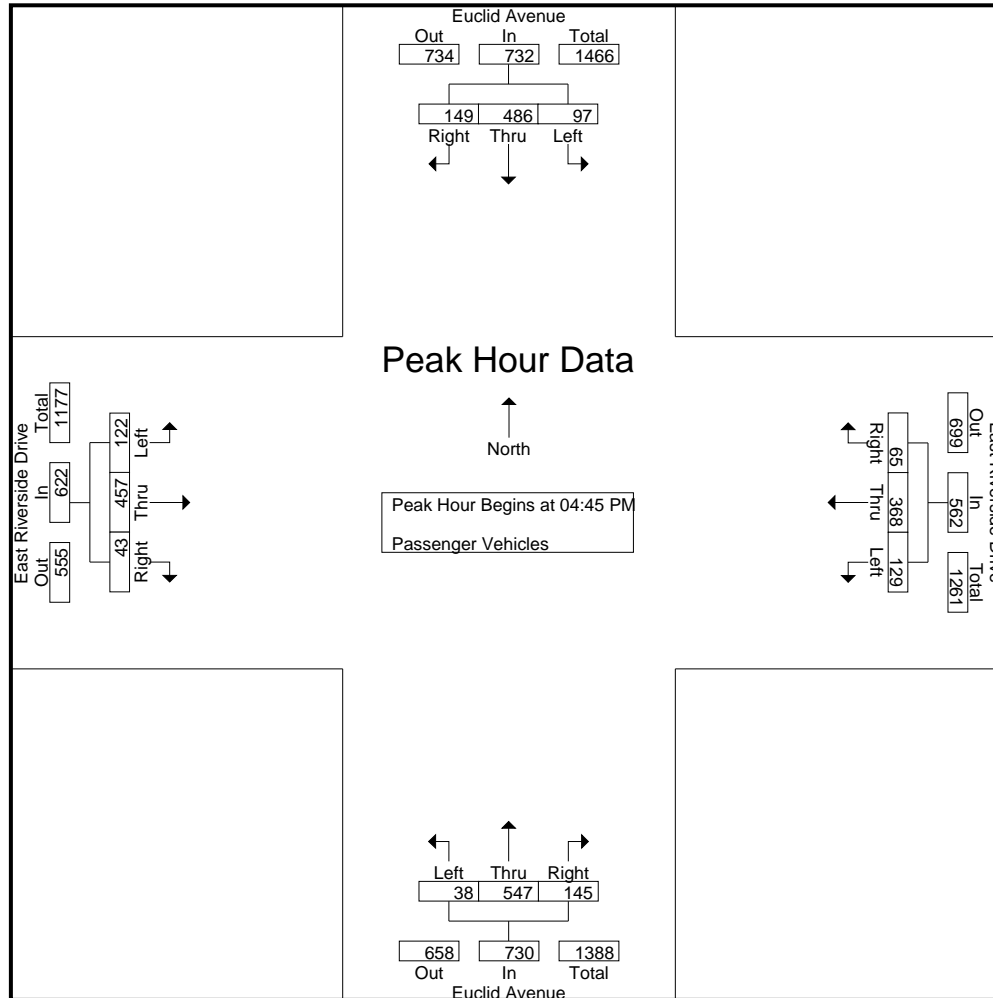 Euclid Avenue
Out In Total
734 732 1466
149 486 97
Right Thru Left
Peak Hour Data
North
Peak Hour Begins at 04:45 PM
Passenger Vehicles
East Riverside Drive
Total In Out
1177 622 555
122 457 43
Left Thru Right
East Riverside Drive
Out In Total
699 562 1261
65 368 129
Right Thru Left
Left Thru Right
38 547 145
658 730 1388
Out In Total
Euclid Avenue